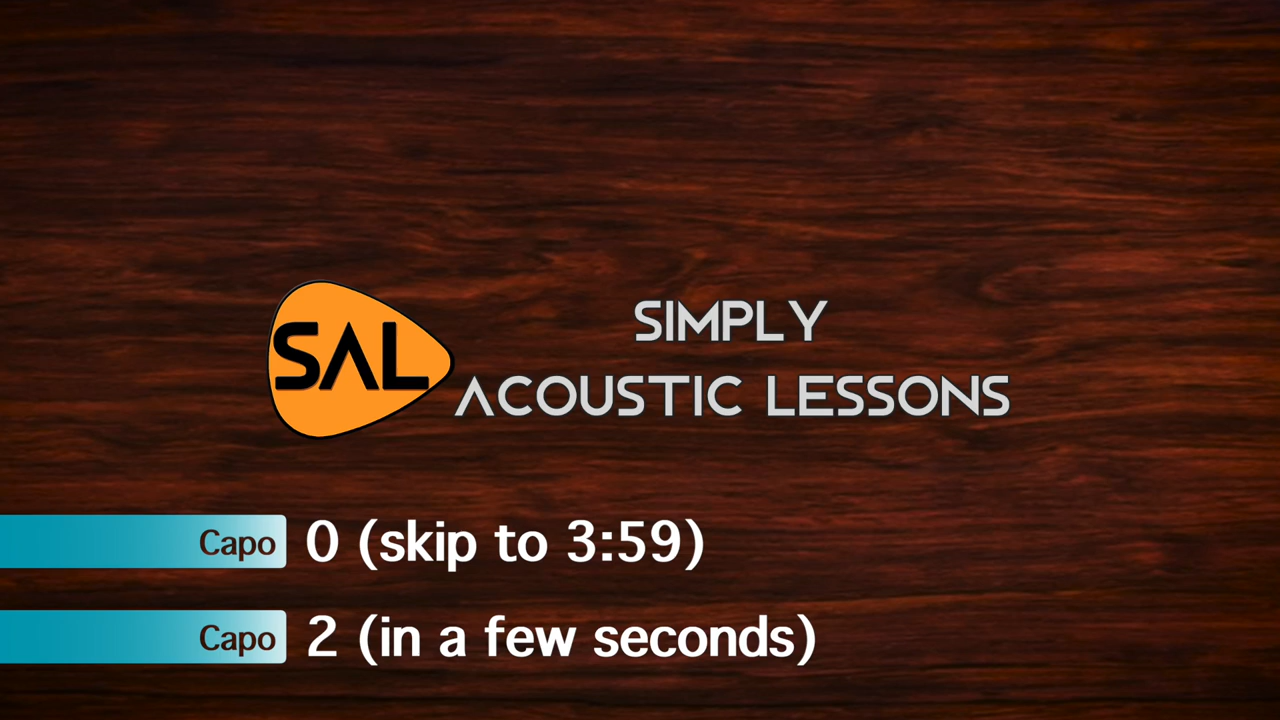 SAL
SIMPLY
ACOUSTIC LESSONS
Capo 0 (skip to 3:59)
Capo 2 (in a few seconds)